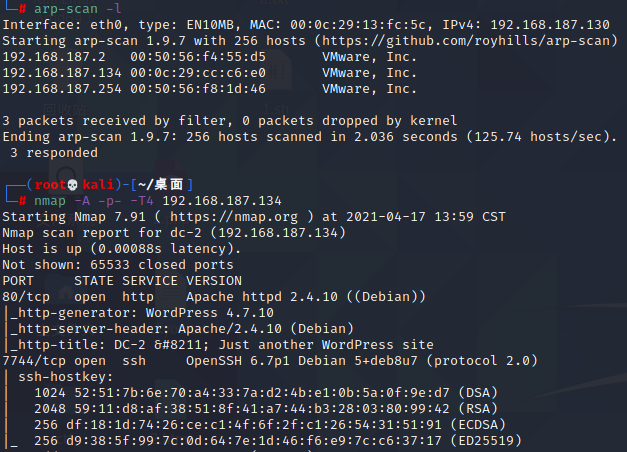 └─# arp-scan -l
Interface: eth0, type: EN10MB, MAC: 00:0c:29:13:fc:5c, IPv4: 192.168.187.130
Starting arp-scan 1.9.7 with 256 hosts (https://github.com/royhills/arp-scan)
192.168.187.2   00:50:56:f4:55:d5       VMware, Inc.
192.168.187.134 00:0c:29:cc:c6:e0       VMware, Inc.
192.168.187.254 00:50:56:f8:1d:46       VMware, Inc.
3 packets received by filter, 0 packets dropped by kernel
Ending arp-scan 1.9.7: 256 hosts scanned in 2.036 seconds (125.74 hosts/sec).
 3 responded
┌──(root💀kali)-[~/桌面]
└─# nmap -A -p- -T4 192.168.187.134
Starting Nmap 7.91 ( https://nmap.org ) at 2021-04-17 13:59 CST
Nmap scan report for dc-2 (192.168.187.134)
Host is up (0.00088s latency).
Not shown: 65533 closed ports
PORT     STATE SERVICE VERSION
80/tcp   open  http    Apache httpd 2.4.10 ((Debian))
|_http-generator: WordPress 4.7.10
|_http-server-header: Apache/2.4.10 (Debian)
|_http-title: DC-2 &#8211; Just another WordPress site
7744/tcp open  ssh     OpenSSH 6.7p1 Debian 5+deb8u7 (protocol 2.0)
| ssh-hostkey:
|   1024 52:51:7b:6e:70:a4:33:7a:d2:4b:e1:0b:5a:0f:9e:d7 (DSA)
|   2048 59:11:d8:af:38:51:8f:41:a7:44:b3:28:03:80:99:42 (RSA)
|   256 df:18:1d:74:26:ce:c1:4f:6f:2f:c1:26:54:31:51:91 (ECDSA)
|_  256 d9:38:5f:99:7c:0d:64:7e:1d:46:f6:e9:7c:c6:37:17 (ED25519)